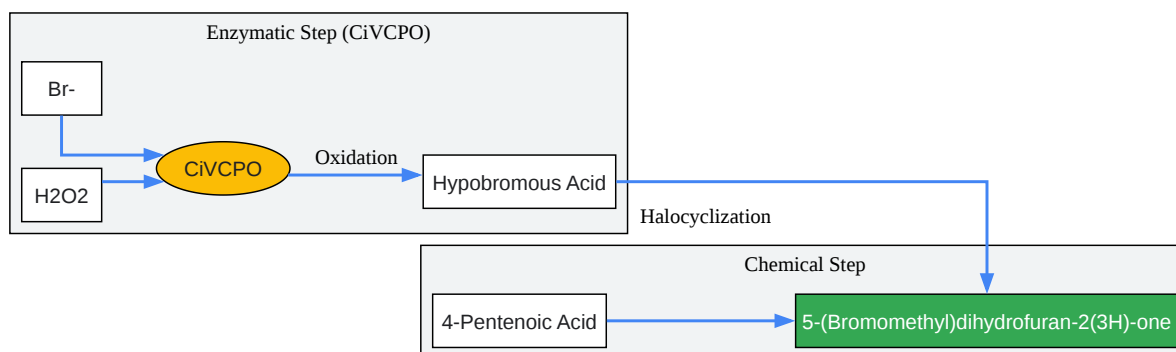 Enzymatic Step (CiVCPO)
Br-
H2O2
CiVCPO
Oxidation
Hypobromous Acid
Halocyclization
Chemical Step
4-Pentenoic Acid
5-(Bromomethyl)dihydrofuran-2(3H)-one